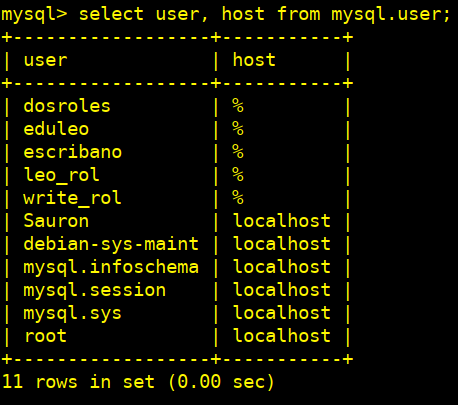 mysql> select user, host from mysql.user;
+------------------+-----------+
| user             | host      |
+------------------+-----------+
| dosroles         | %         |
| eduleo           | %         |
| escribano        | %         |
| leo_rol          | %         |
| write_rol        | %         |
| Sauron           | localhost |
| debian-sys-maint | localhost |
| mysql.infoschema | localhost |
| mysql.session    | localhost |
| mysql.sys        | localhost |
| root             | localhost |
+------------------+-----------+
11 rows in set (0.00 sec)